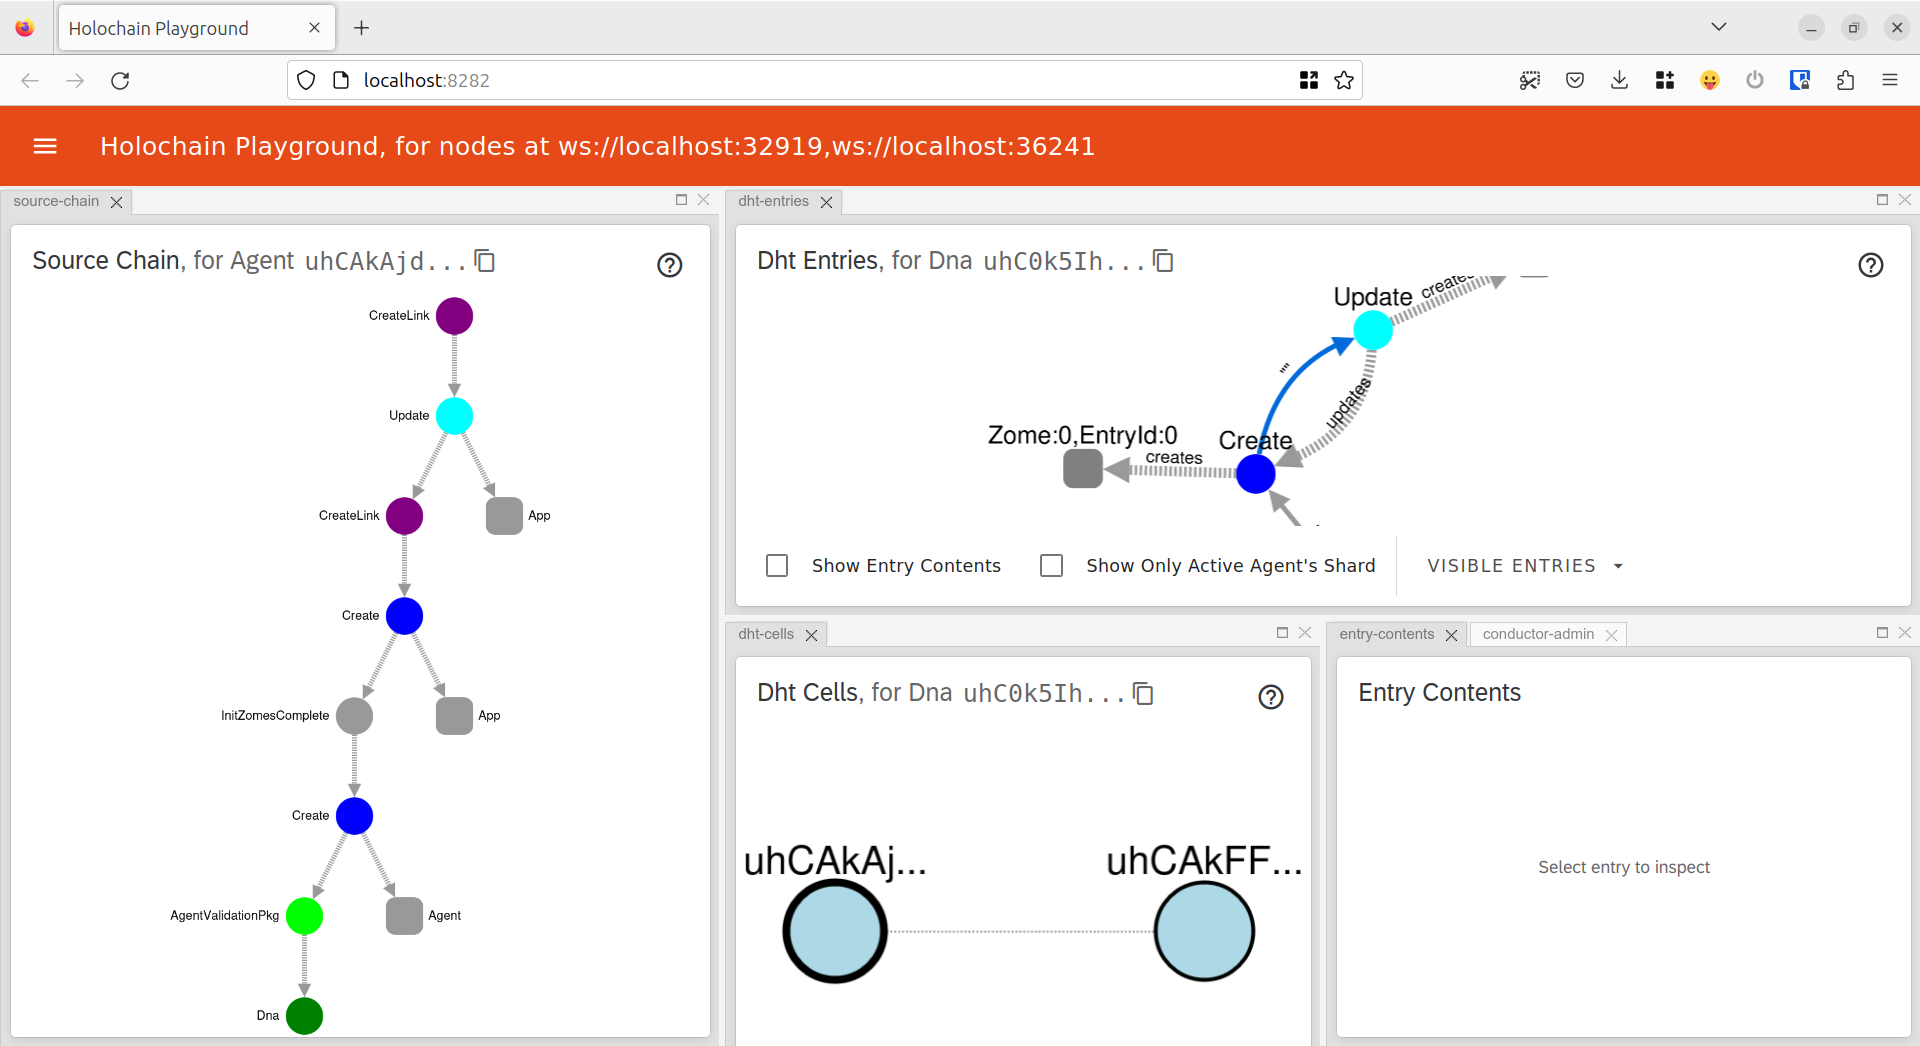 Holochain Playground
localhost:8282
Holochain Playground, for nodes at ws://localhost:32919,ws://localhost:36241
source-chain
Source Chain, for Agent uhCAkAjd...
CreateLink
Update
CreateLink
App
Create
InitZomesComplete
App
Create
AgentValidationPkg
Agent
Dna
dht-entries
Dht Entries, for Dna uhC0k5Ih...
Update
creates
""
updates
Zome:0,EntryId:0
Create
creates
Show Entry Contents
Show Only Active Agent's Shard
VISIBLE ENTRIES
dht-cells
Dht Cells, for Dna uhC0k5Ih...
uhCAkAj...
uhCAkFF...
entry-contents
conductor-admin
Entry Contents
Select entry to inspect